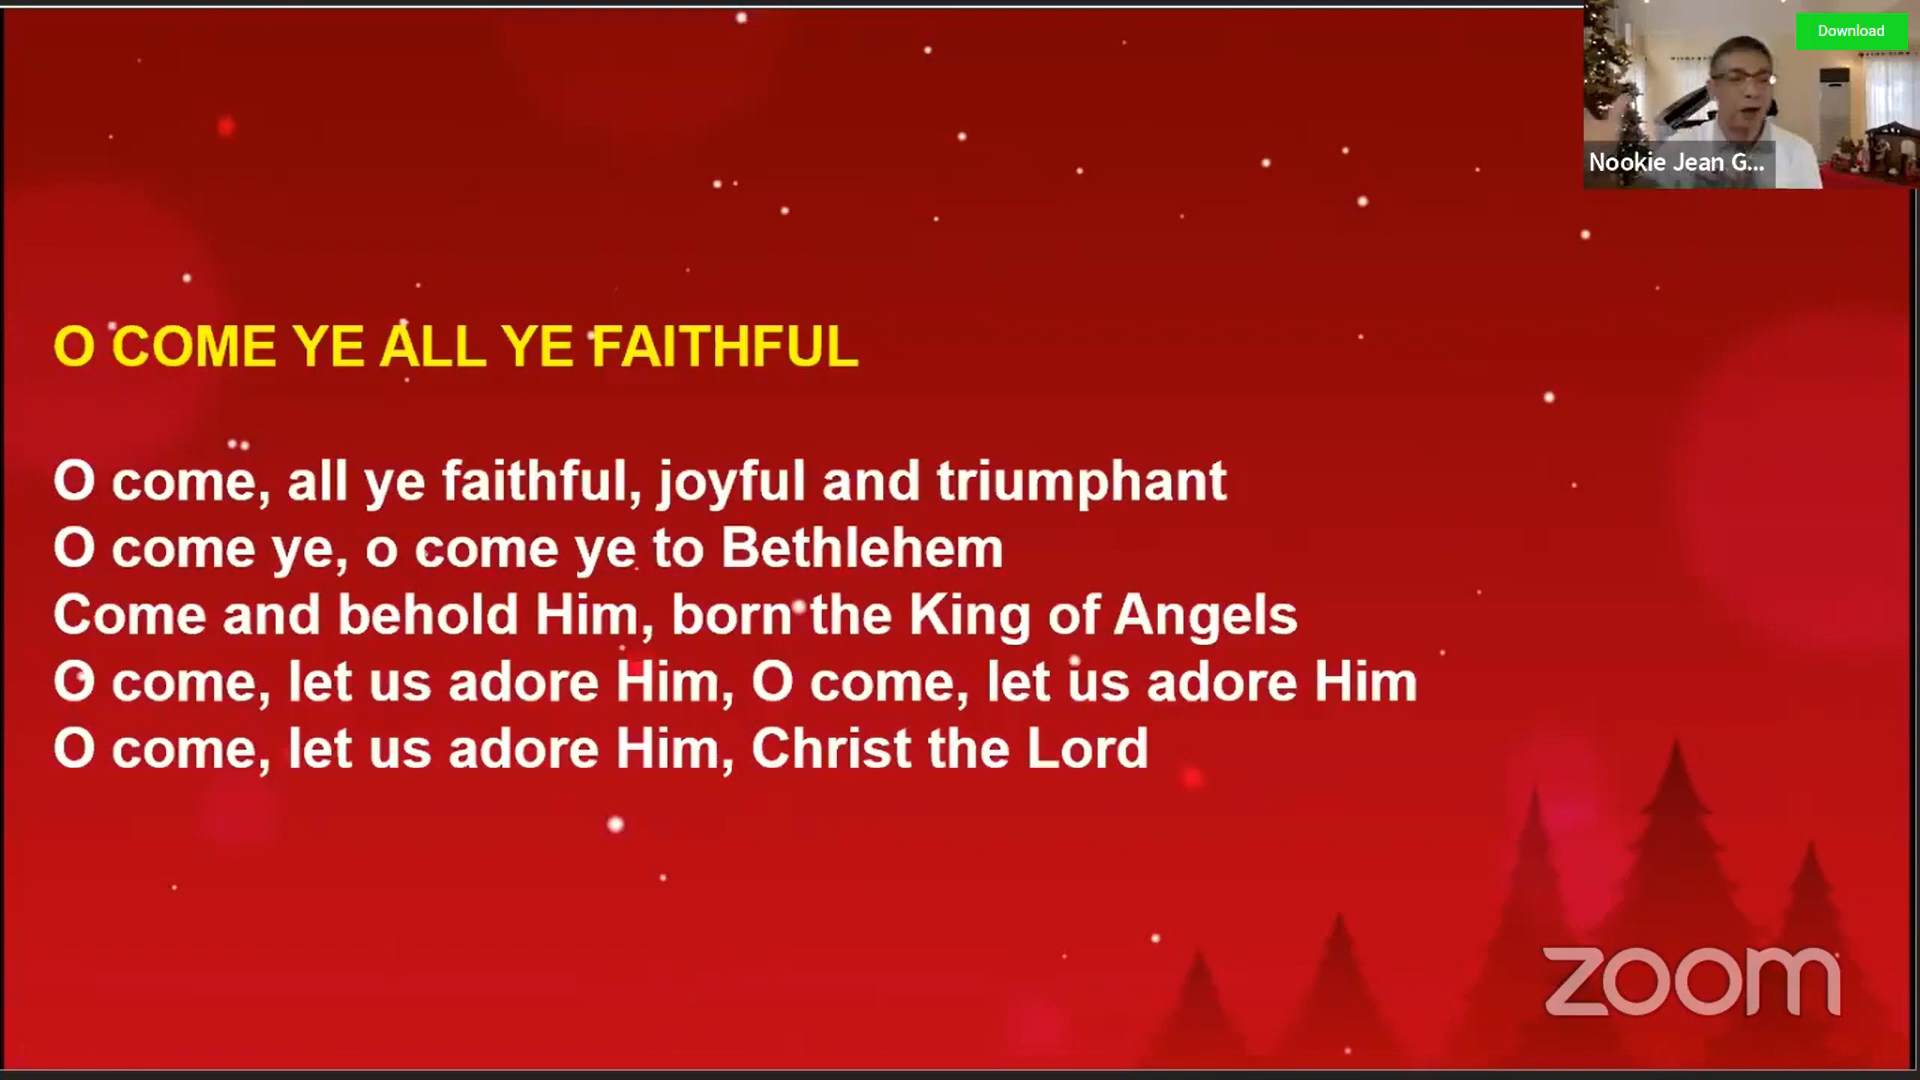 Download
Nookie Jean G...
O COME YE ALL YE FAITHFUL
O come, all ye faithful, joyful and triumphant
O come ye, o come ye to Bethlehem
Come and behold Him, born the King of Angels
O come, let us adore Him, O come, let us adore Him
O come, let us adore Him, Christ the Lord
zoom